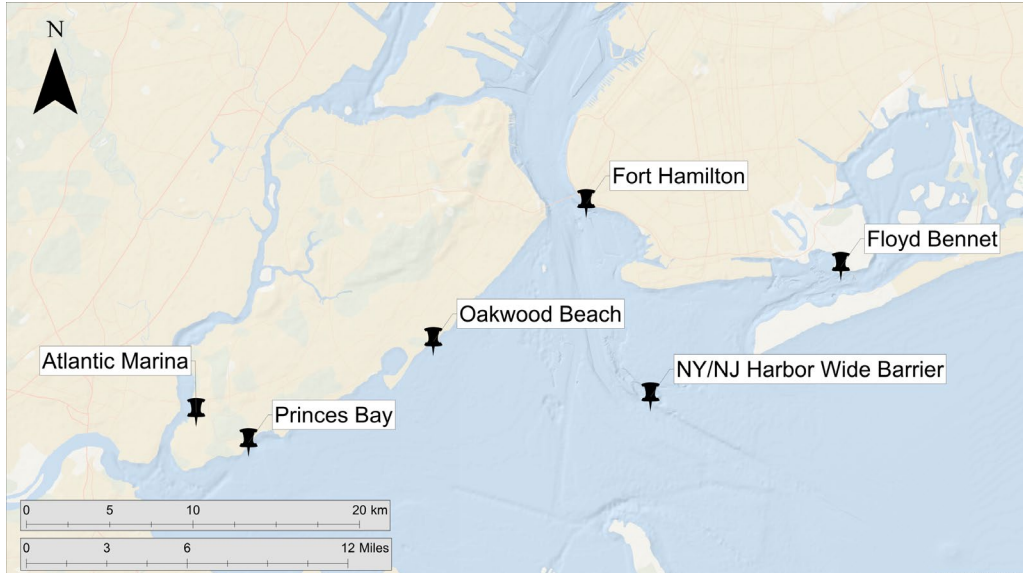 N
Fort Hamilton
Floyd Bennet
Oakwood Beach
Atlantic Marina
NY/NJ Harbor Wide Barrier
Princes Bay
0 5 10 20 km
0 3 6 12 Miles